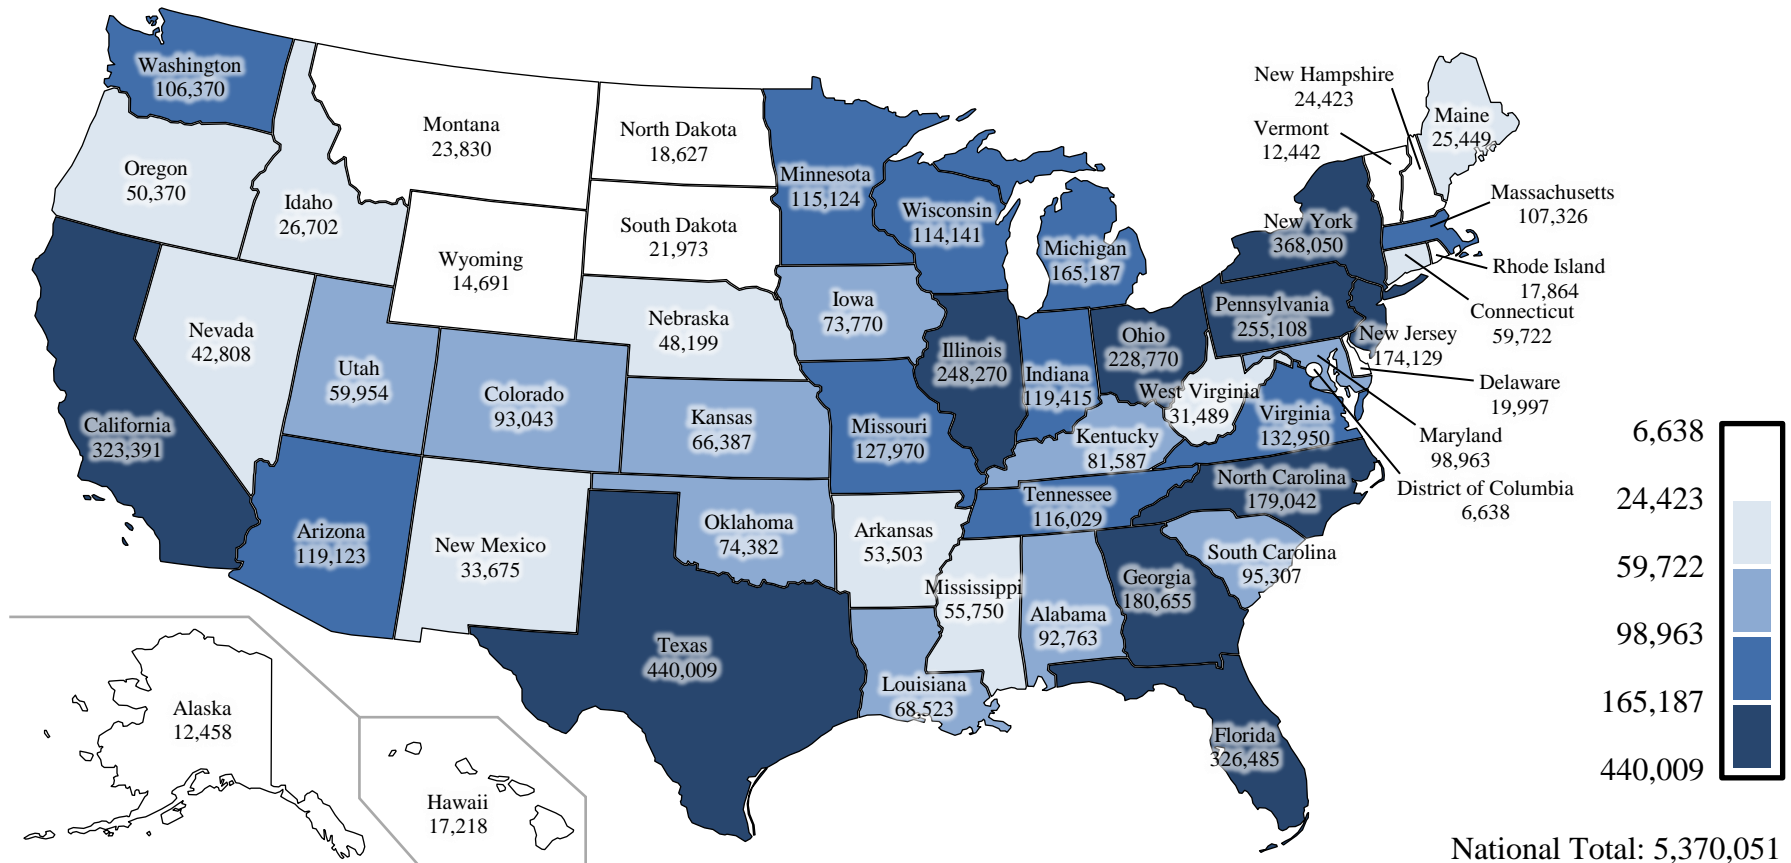 Washington
106,370
Oregon
50,370
Idaho
26,702
Montana
23,830
North Dakota
18,627
South Dakota
21,973
Wyoming
14,691
Minnesota
115,124
Wisconsin
114,141
Michigan
165,187
New Hampshire
24,423
Vermont
12,442
Maine
25,449
Massachusetts
107,326
New York
368,050
Rhode Island
17,864
Connecticut
59,722
Pennsylvania
255,108
New Jersey
174,129
Delaware
19,997
Maryland
98,963
District of Columbia
6,638
Nevada
42,808
Utah
59,954
Colorado
93,043
Nebraska
48,199
Iowa
73,770
Illinois
248,270
Indiana
119,415
Ohio
228,770
West Virginia
31,489
Virginia
132,950
California
323,391
Kansas
66,387
Missouri
127,970
Kentucky
81,587
Arizona
119,123
New Mexico
33,675
Oklahoma
74,382
Arkansas
53,503
Tennessee
116,029
North Carolina
179,042
South Carolina
95,307
Mississippi
55,750
Alabama
92,763
Georgia
180,655
Texas
440,009
Louisiana
68,523
Florida
326,485
Alaska
12,458
Hawaii
17,218
6,638
24,423
59,722
98,963
165,187
440,009
National Total: 5,370,051